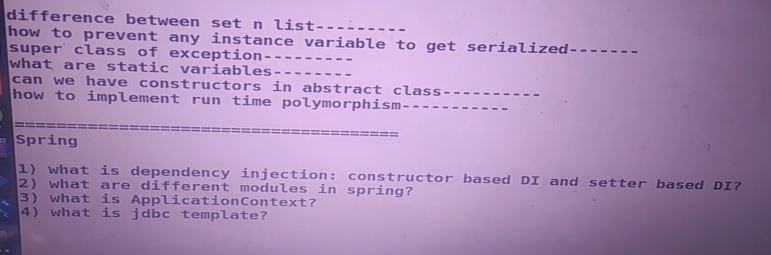 difference between set n list---------
how to prevent any instance variable to get serialized-------
super class of exception---------
what are static variables--------
can we have constructors in abstract class----------
how to implement run time polymorphism-----------
=======================================
Spring
1) what is dependency injection: constructor based DI and setter based DI?
2) what are different modules in spring?
3) what is ApplicationContext?
4) what is jdbc template?